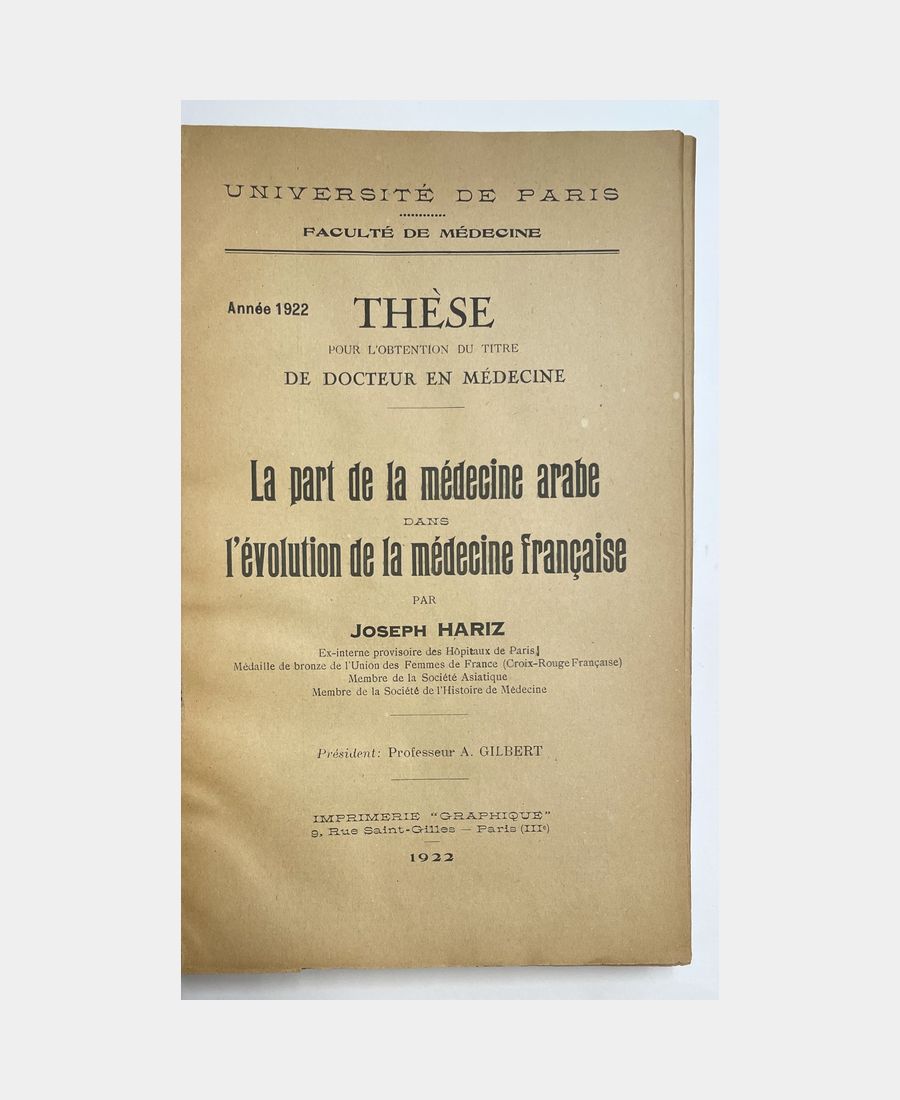 UNIVERSITÉ DE PARIS
FACULTÉ DE MÉDECINE
Année 1922
THÈSE
POUR L'OBTENTION DU TITRE
DE DOCTEUR EN MÉDECINE
La part de la médecine arabe
DANS
l'évolution de la médecine française
PAR
JOSEPH HARIZ
Ex-interne provisoire des Hôpitaux de Paris,
Médaille de bronze de l'Union des Femmes de France (Croix-Rouge Française)
Membre de la Société Asiatique
Membre de la Société de l'Histoire de Médecine
Président: Professeur A. GILBERT
IMPRIMERIE "GRAPHIQUE"
9, Rue Saint-Gilles — Paris (IIIe)
1922